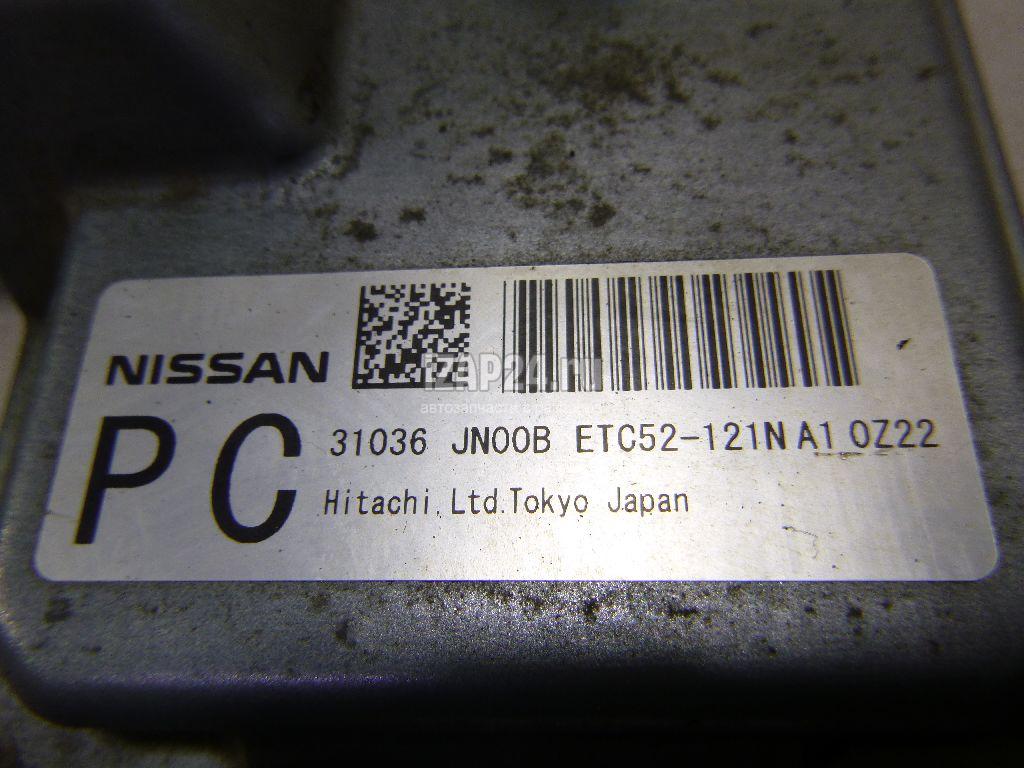 NISSAN
iZAP24.ru
PC
31036 JN00B ETC52-121N A1 0Z22
Hitachi, Ltd. Tokyo Japan